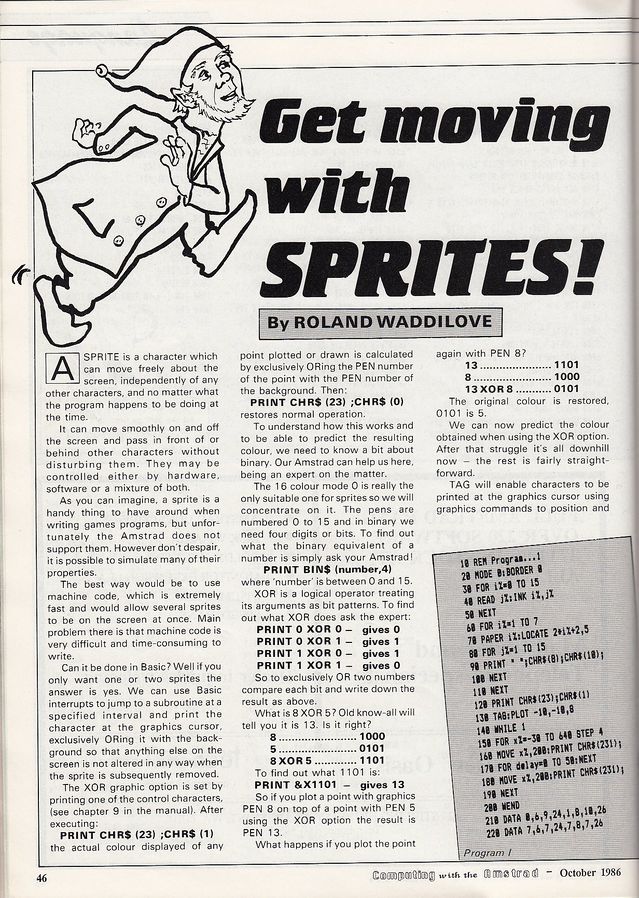 Get moving
with
SPRITES!
By ROLAND WADDILOVE
A SPRITE is a character which
can move freely about the
screen, independently of any
other characters, and no matter what
the program happens to be doing at
the time.
It can move smoothly on and off
the screen and pass in front of or
behind other characters without
disturbing them. They may be
controlled either by hardware,
software or a mixture of both.
As you can imagine, a sprite is a
handy thing to have around when
writing games programs, but unfor-
tunately the Amstrad does not
support them. However don't despair,
it is possible to simulate many of their
properties.
The best way would be to use
machine code, which is extremely
fast and would allow several sprites
to be on the screen at once. Main
problem there is that machine code is
very difficult and time-consuming to
write.
Can it be done in Basic? Well if you
only want one or two sprites the
answer is yes. We can use Basic
interrupts to jump to a subroutine at a
specified interval and print the
character at the graphics cursor,
exclusively ORing it with the back-
ground so that anything else on the
screen is not altered in any way when
the sprite is subsequently removed.
The XOR graphic option is set by
printing one of the control characters,
(see chapter 9 in the manual). After
executing:
PRINT CHR$ (23) ;CHR$ (1)
the actual colour displayed of any
point plotted or drawn is calculated
by exclusively ORing the PEN number
of the point with the PEN number of
the background. Then:
PRINT CHR$ (23) ;CHR$ (0)
restores normal operation.
To understand how this works and
to be able to predict the resulting
colour, we need to know a bit about
binary. Our Amstrad can help us here,
being an expert on the matter.
The 16 colour mode 0 is really the
only suitable one for sprites so we will
concentrate on it. The pens are
numbered 0 to 15 and in binary we
need four digits or bits. To find out
what the binary equivalent of a
number is simply ask your Amstrad!
PRINT BIN$ (number,4)
where 'number' is between 0 and 15.
XOR is a logical operator treating
its arguments as bit patterns. To find
out what XOR does ask the expert:
PRINT 0 XOR 0 – gives 0
PRINT 0 XOR 1 – gives 1
PRINT 1 XOR 0 – gives 1
PRINT 1 XOR 1 – gives 0
So to exclusively OR two numbers
compare each bit and write down the
result as above.
What is 8 XOR 5? Old know-all will
tell you it is 13. Is it right?
8 ........................ 1000
5 ........................ 0101
8 XOR 5 ............ 1101
To find out what 1101 is:
PRINT &X1101 – gives 13
So if you plot a point with graphics
PEN 8 on top of a point with PEN 5
using the XOR option the result is
PEN 13.
What happens if you plot the point
again with PEN 8?
13 ...................... 1101
8 ........................ 1000
13 XOR 8 ........... 0101
The original colour is restored,
0101 is 5.
We can now predict the colour
obtained when using the XOR option.
After that struggle it's all downhill
now – the rest is fairly straight-
forward.
TAG will enable characters to be
printed at the graphics cursor using
graphics commands to position and
10 REM Program...1
20 MODE 0:BORDER 0
30 FOR i%=0 TO 15
40 READ j%:INK i%,j%
50 NEXT
60 FOR i%=1 TO 7
70 PAPER i%:LOCATE 2*i%+2,5
80 FOR j%=1 TO 15
90 PRINT " ";CHR$(8);CHR$(10);
100 NEXT
110 NEXT
120 PRINT CHR$(23);CHR$(1)
130 TAG:PLOT -10,-10,8
140 WHILE 1
150 FOR x%=-30 TO 640 STEP 4
160 MOVE x%,200:PRINT CHR$(231);
170 FOR delay=0 TO 50:NEXT
180 MOVE x%,200:PRINT CHR$(231);
190 NEXT
200 WEND
210 DATA 0,6,9,24,1,8,10,26
220 DATA 7,6,7,24,7,8,7,26
Program I
46
Computing with the Amstrad – October 1986